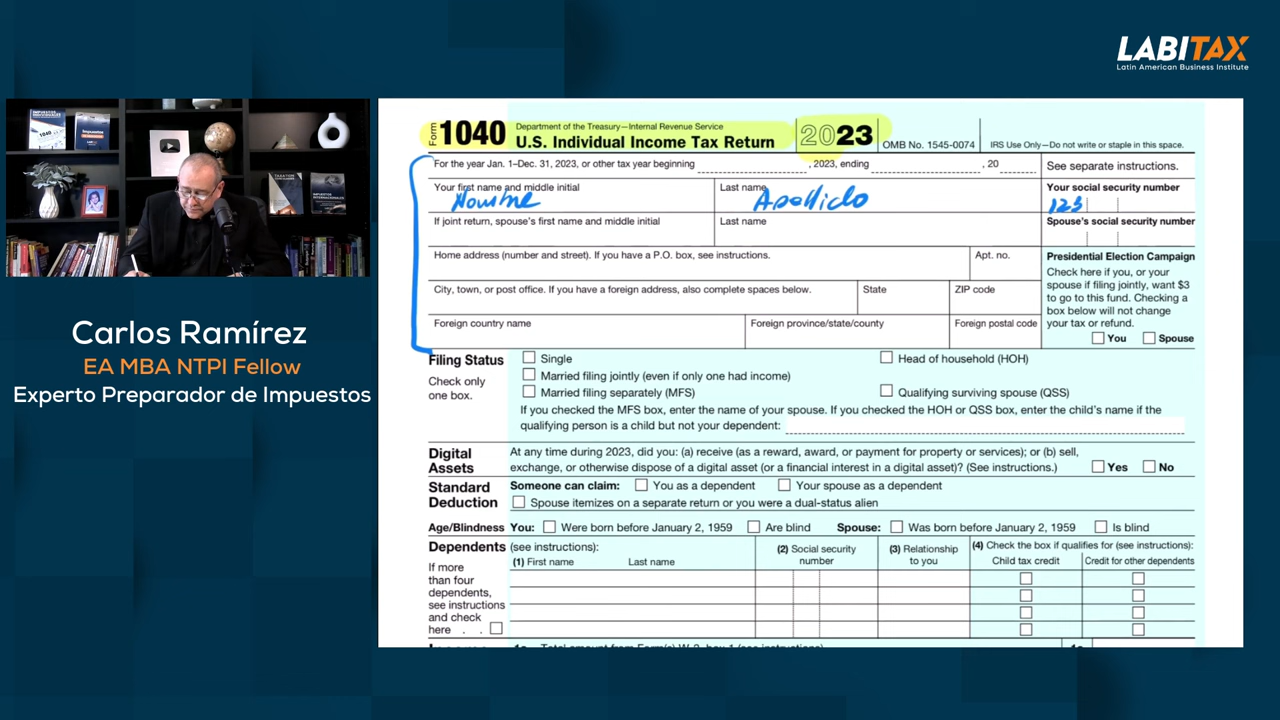 LABITAX
Latin American Business Institute
Carlos Ramírez
EA MBA NTPI Fellow
Experto Preparador de Impuestos
Form 1040 Department of the Treasury—Internal Revenue Service
U.S. Individual Income Tax Return 2023 OMB No. 1545-0074 IRS Use Only—Do not write or staple in this space.
For the year Jan. 1–Dec. 31, 2023, or other tax year beginning , 2023, ending , 20 See separate instructions.
Your first name and middle initial Last name Your social security number
Nombre Apellido 123
If joint return, spouse's first name and middle initial Last name Spouse's social security number
Home address (number and street). If you have a P.O. box, see instructions. Apt. no.
City, town, or post office. If you have a foreign address, also complete spaces below. State ZIP code
Foreign country name Foreign province/state/county Foreign postal code
Presidential Election Campaign
Check here if you, or your
spouse if filing jointly, want $3
to go to this fund. Checking a
box below will not change
your tax or refund.
You Spouse
Filing Status
Check only
one box.
Single Head of household (HOH)
Married filing jointly (even if only one had income)
Married filing separately (MFS) Qualifying surviving spouse (QSS)
If you checked the MFS box, enter the name of your spouse. If you checked the HOH or QSS box, enter the child's name if the
qualifying person is a child but not your dependent:
Digital
Assets
At any time during 2023, did you: (a) receive (as a reward, award, or payment for property or services); or (b) sell,
exchange, or otherwise dispose of a digital asset (or a financial interest in a digital asset)? (See instructions.) Yes No
Standard
Deduction
Someone can claim: You as a dependent Your spouse as a dependent
Spouse itemizes on a separate return or you were a dual-status alien
Age/Blindness You: Were born before January 2, 1959 Are blind Spouse: Was born before January 2, 1959 Is blind
Dependents (see instructions):
(1) First name Last name
(2) Social security
number
(3) Relationship
to you
(4) Check the box if qualifies for (see instructions):
Child tax credit Credit for other dependents
If more
than four
dependents,
see instructions
and check
here . .